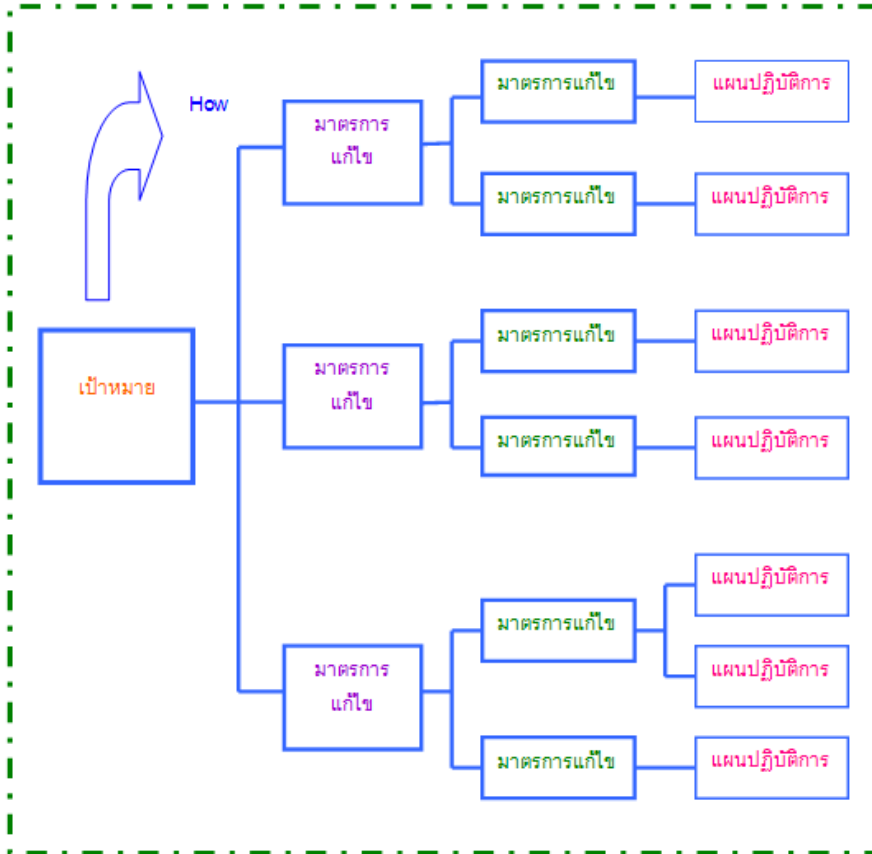 How
เป้าหมาย
มาตรการ
แก้ไข
มาตรการแก้ไข
แผนปฏิบัติการ
มาตรการแก้ไข
แผนปฏิบัติการ
มาตรการ
แก้ไข
มาตรการแก้ไข
แผนปฏิบัติการ
มาตรการแก้ไข
แผนปฏิบัติการ
มาตรการ
แก้ไข
มาตรการแก้ไข
แผนปฏิบัติการ
แผนปฏิบัติการ
มาตรการแก้ไข
แผนปฏิบัติการ